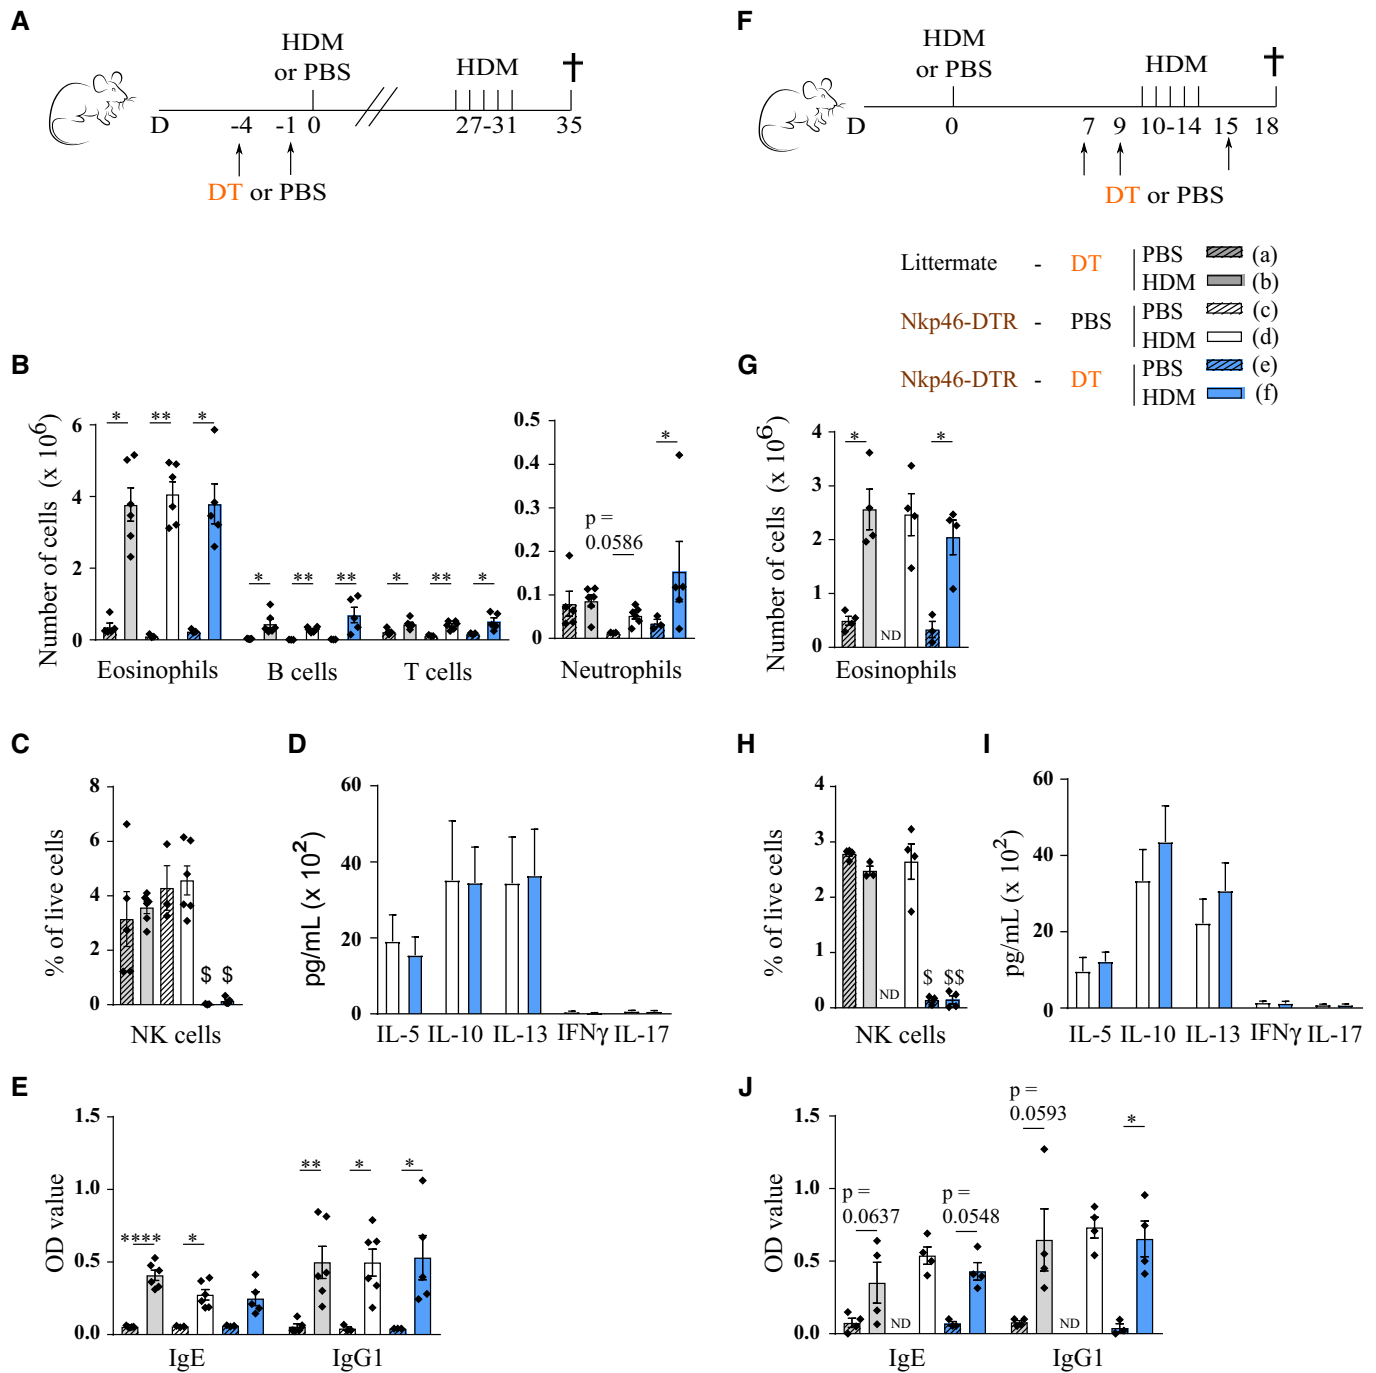 A
HDM
or PBS
HDM
†
D -4 -1 0 27-31 35
DT or PBS
F
HDM
or PBS
HDM
†
D 0 7 9 10-14 15 18
DT or PBS
Littermate - DT PBS (a)
HDM (b)
Nkp46-DTR - PBS PBS (c)
HDM (d)
Nkp46-DTR - DT PBS (e)
HDM (f)
B
Number of cells (x 10⁶)
6
4
2
0
* ** *
* ** **
* ** *
Eosinophils B cells T cells
0.5
0.4
0.3
0.2
0.1
0
p =
0.0586
*
Neutrophils
G
Number of cells (x 10⁶)
4
3
2
1
0
* *
ND
Eosinophils
C
% of live cells
8
6
4
2
0
$ $
NK cells
D
pg/mL (x 10²)
60
40
20
0
IL-5 IL-10 IL-13 IFNγ IL-17
H
% of live cells
4
3
2
1
0
ND
$ $$
NK cells
I
pg/mL (x 10²)
60
40
20
0
IL-5 IL-10 IL-13 IFNγ IL-17
E
OD value
1.5
1.0
0.5
0.0
**** *
** * *
IgE IgG1
J
OD value
1.5
1.0
0.5
0.0
p =
0.0637
ND
p =
0.0548
p =
0.0593
ND
*
IgE IgG1